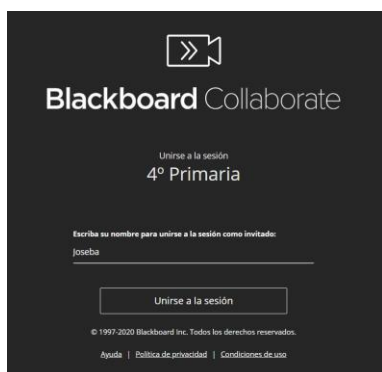 Blackboard Collaborate
Unirse a la sesión
4º Primaria
Escriba su nombre para unirse a la sesión como invitado:
Joseba
Unirse a la sesión
© 1997-2020 Blackboard Inc. Todos los derechos reservados.
Ayuda | Política de privacidad | Condiciones de uso